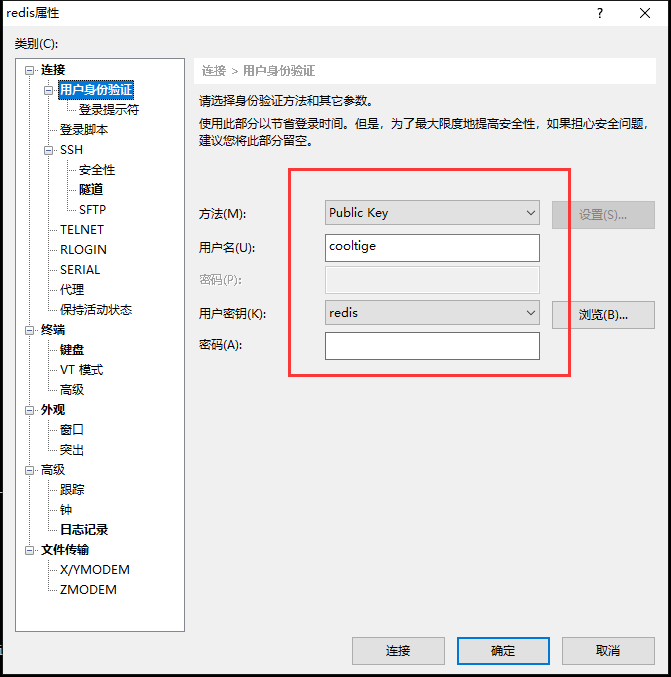 redis属性
?
类别(C):
连接
用户身份验证
登录提示符
登录脚本
SSH
安全性
隧道
SFTP
TELNET
RLOGIN
SERIAL
代理
保持活动状态
终端
键盘
VT 模式
高级
外观
窗口
突出
高级
跟踪
钟
日志记录
文件传输
X/YMODEM
ZMODEM
连接 > 用户身份验证
请选择身份验证方法和其它参数。
使用此部分以节省登录时间。但是，为了最大限度地提高安全性，如果担心安全问题，
建议您将此部分留空。
方法(M):
Public Key
设置(S)...
用户名(U):
cooltige
密码(P):
用户密钥(K):
redis
浏览(B)...
密码(A):
连接
确定
取消